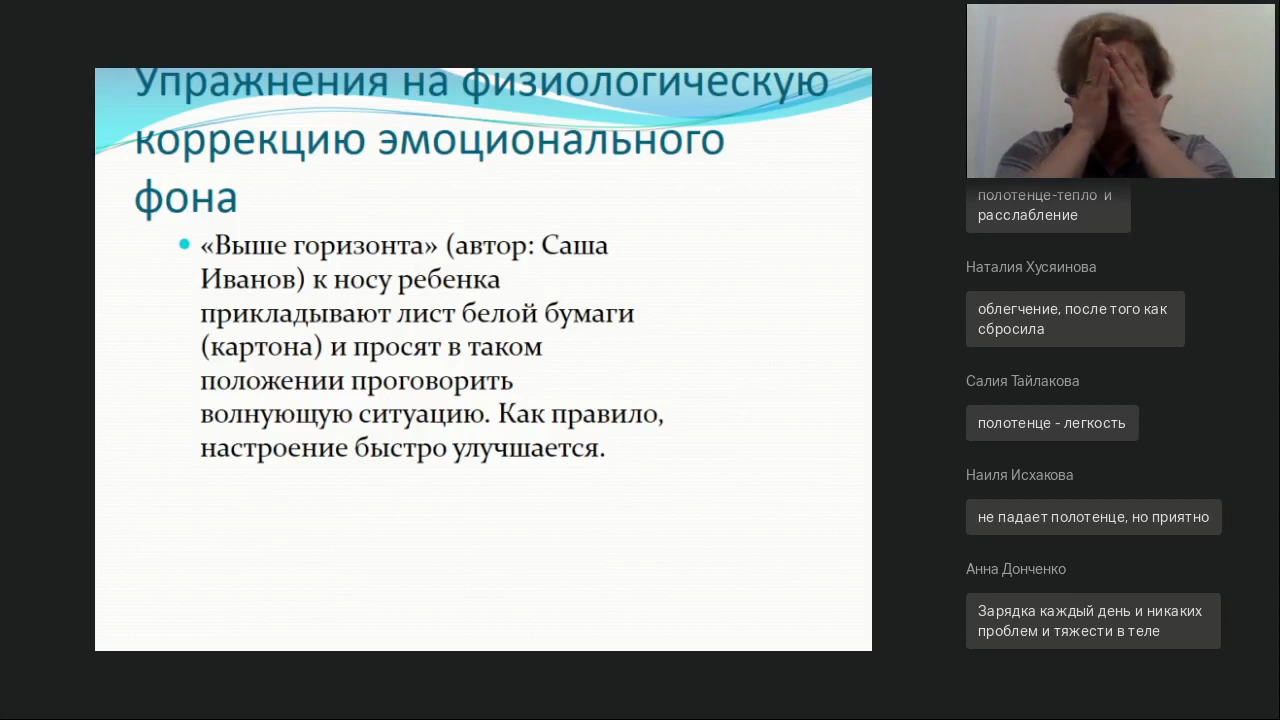 Упражнения на физиологическую
коррекцию эмоционального
фона
«Выше горизонта» (автор: Саша
Иванов) к носу ребенка
прикладывают лист белой бумаги
(картона) и просят в таком
положении проговорить
волнующую ситуацию. Как правило,
настроение быстро улучшается.
полотенце-тепло и
расслабление
Наталия Хусяинова
облегчение, после того как
сбросила
Салия Тайлакова
полотенце - легкость
Наиля Исхакова
не падает полотенце, но приятно
Анна Донченко
Зарядка каждый день и никаких
проблем и тяжести в теле